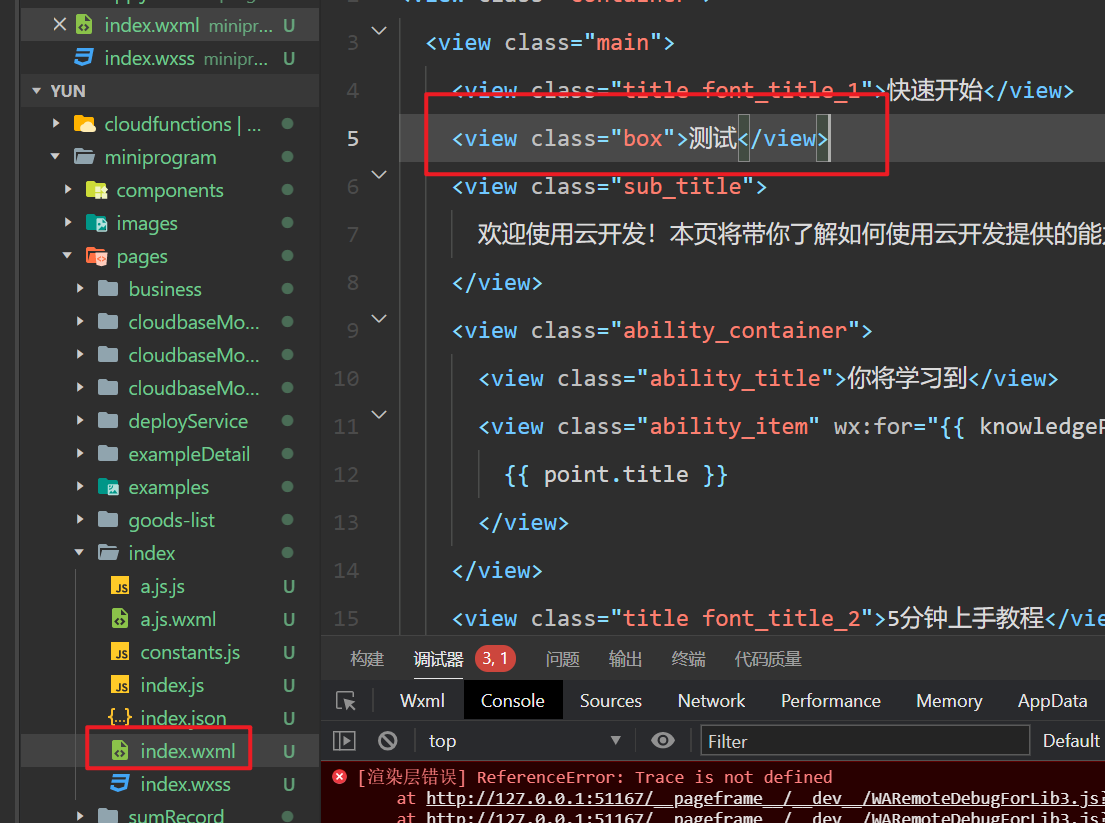 index.wxml minipr... U
index.wxss minipr... U
YUN
cloudfunctions | ...
miniprogram
components
images
pages
business
cloudbaseMo...
cloudbaseMo...
cloudbaseMo...
deployService
exampleDetail
examples
goods-list
index
a.js.js U
a.js.wxml U
constants.js U
index.js U
index.json U
index.wxml U
index.wxss U
sumRecord
3 <view class="main">
4 <view class="title font_title_1">快速开始</view>
5 <view class="box">测试</view>
6 <view class="sub_title">
7 欢迎使用云开发！本页将带你了解如何使用云开发提供的能
8 </view>
9 <view class="ability_container">
10 <view class="ability_title">你将学习到</view>
11 <view class="ability_item" wx:for="{{ knowledgeP
12 {{ point.title }}
13 </view>
14 </view>
15 <view class="title font_title_2">5分钟上手教程</vie
构建 调试器 3, 1 问题 输出 终端 代码质量
Wxml Console Sources Network Performance Memory AppData
top Filter Default
[渲染层错误] ReferenceError: Trace is not defined
at http://127.0.0.1:51167/__pageframe__/__dev__/WARemoteDebugForLib3.js?
at http://127.0.0.1:51167/__pageframe__/__dev__/WARemoteDebugForLib3.js?